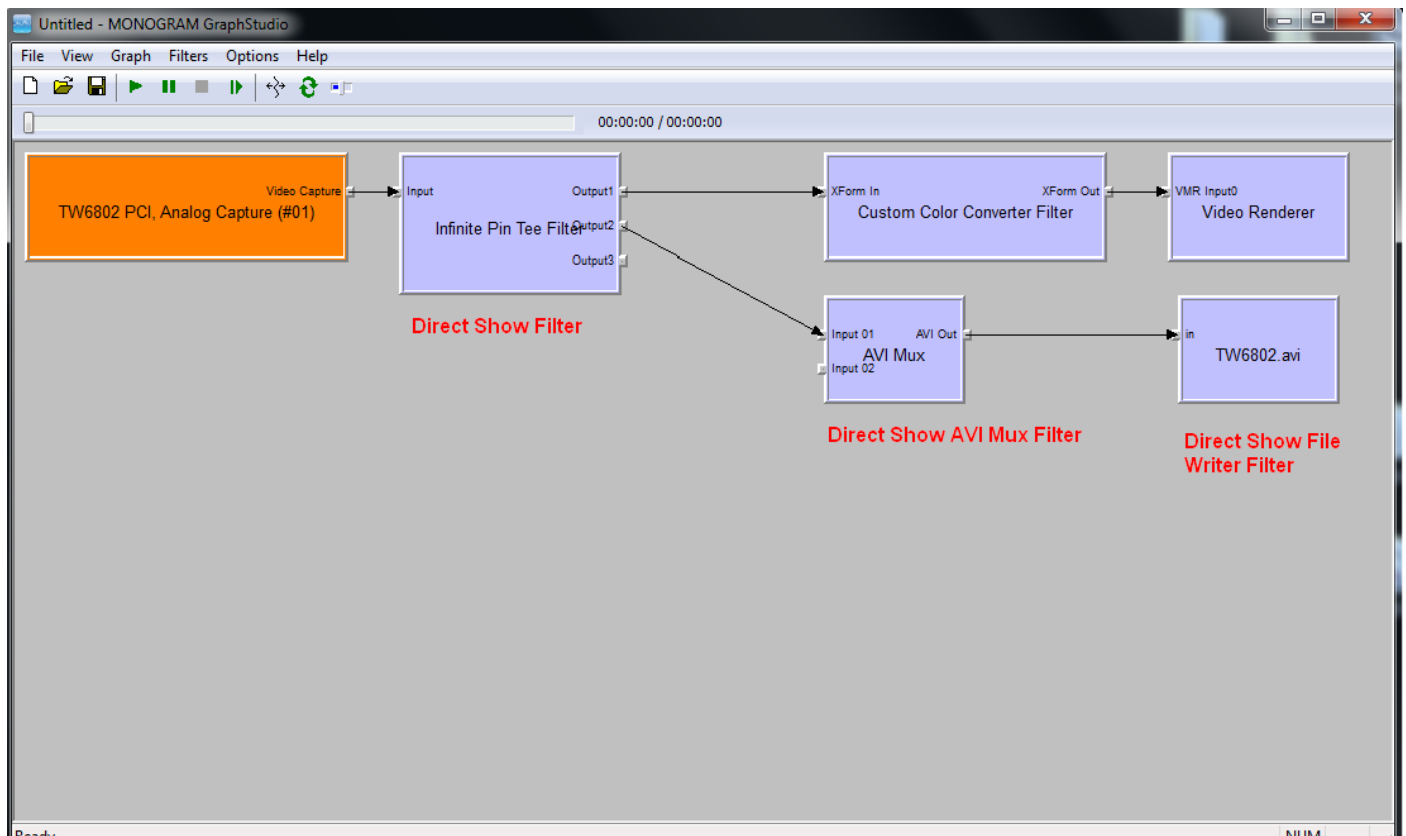 Untitled - MONOGRAM GraphStudio
File View Graph Filters Options Help
00:00:00 / 00:00:00
Video Capture
TW6802 PCI, Analog Capture (#01)
Input
Output1
Infinite Pin Tee Filter
Output2
Output3
XForm In
XForm Out
Custom Color Converter Filter
VMR Input0
Video Renderer
Direct Show Filter
Input 01
AVI Out
AVI Mux
Input 02
in
TW6802.avi
Direct Show AVI Mux Filter
Direct Show File
Writer Filter
Ready
NUM